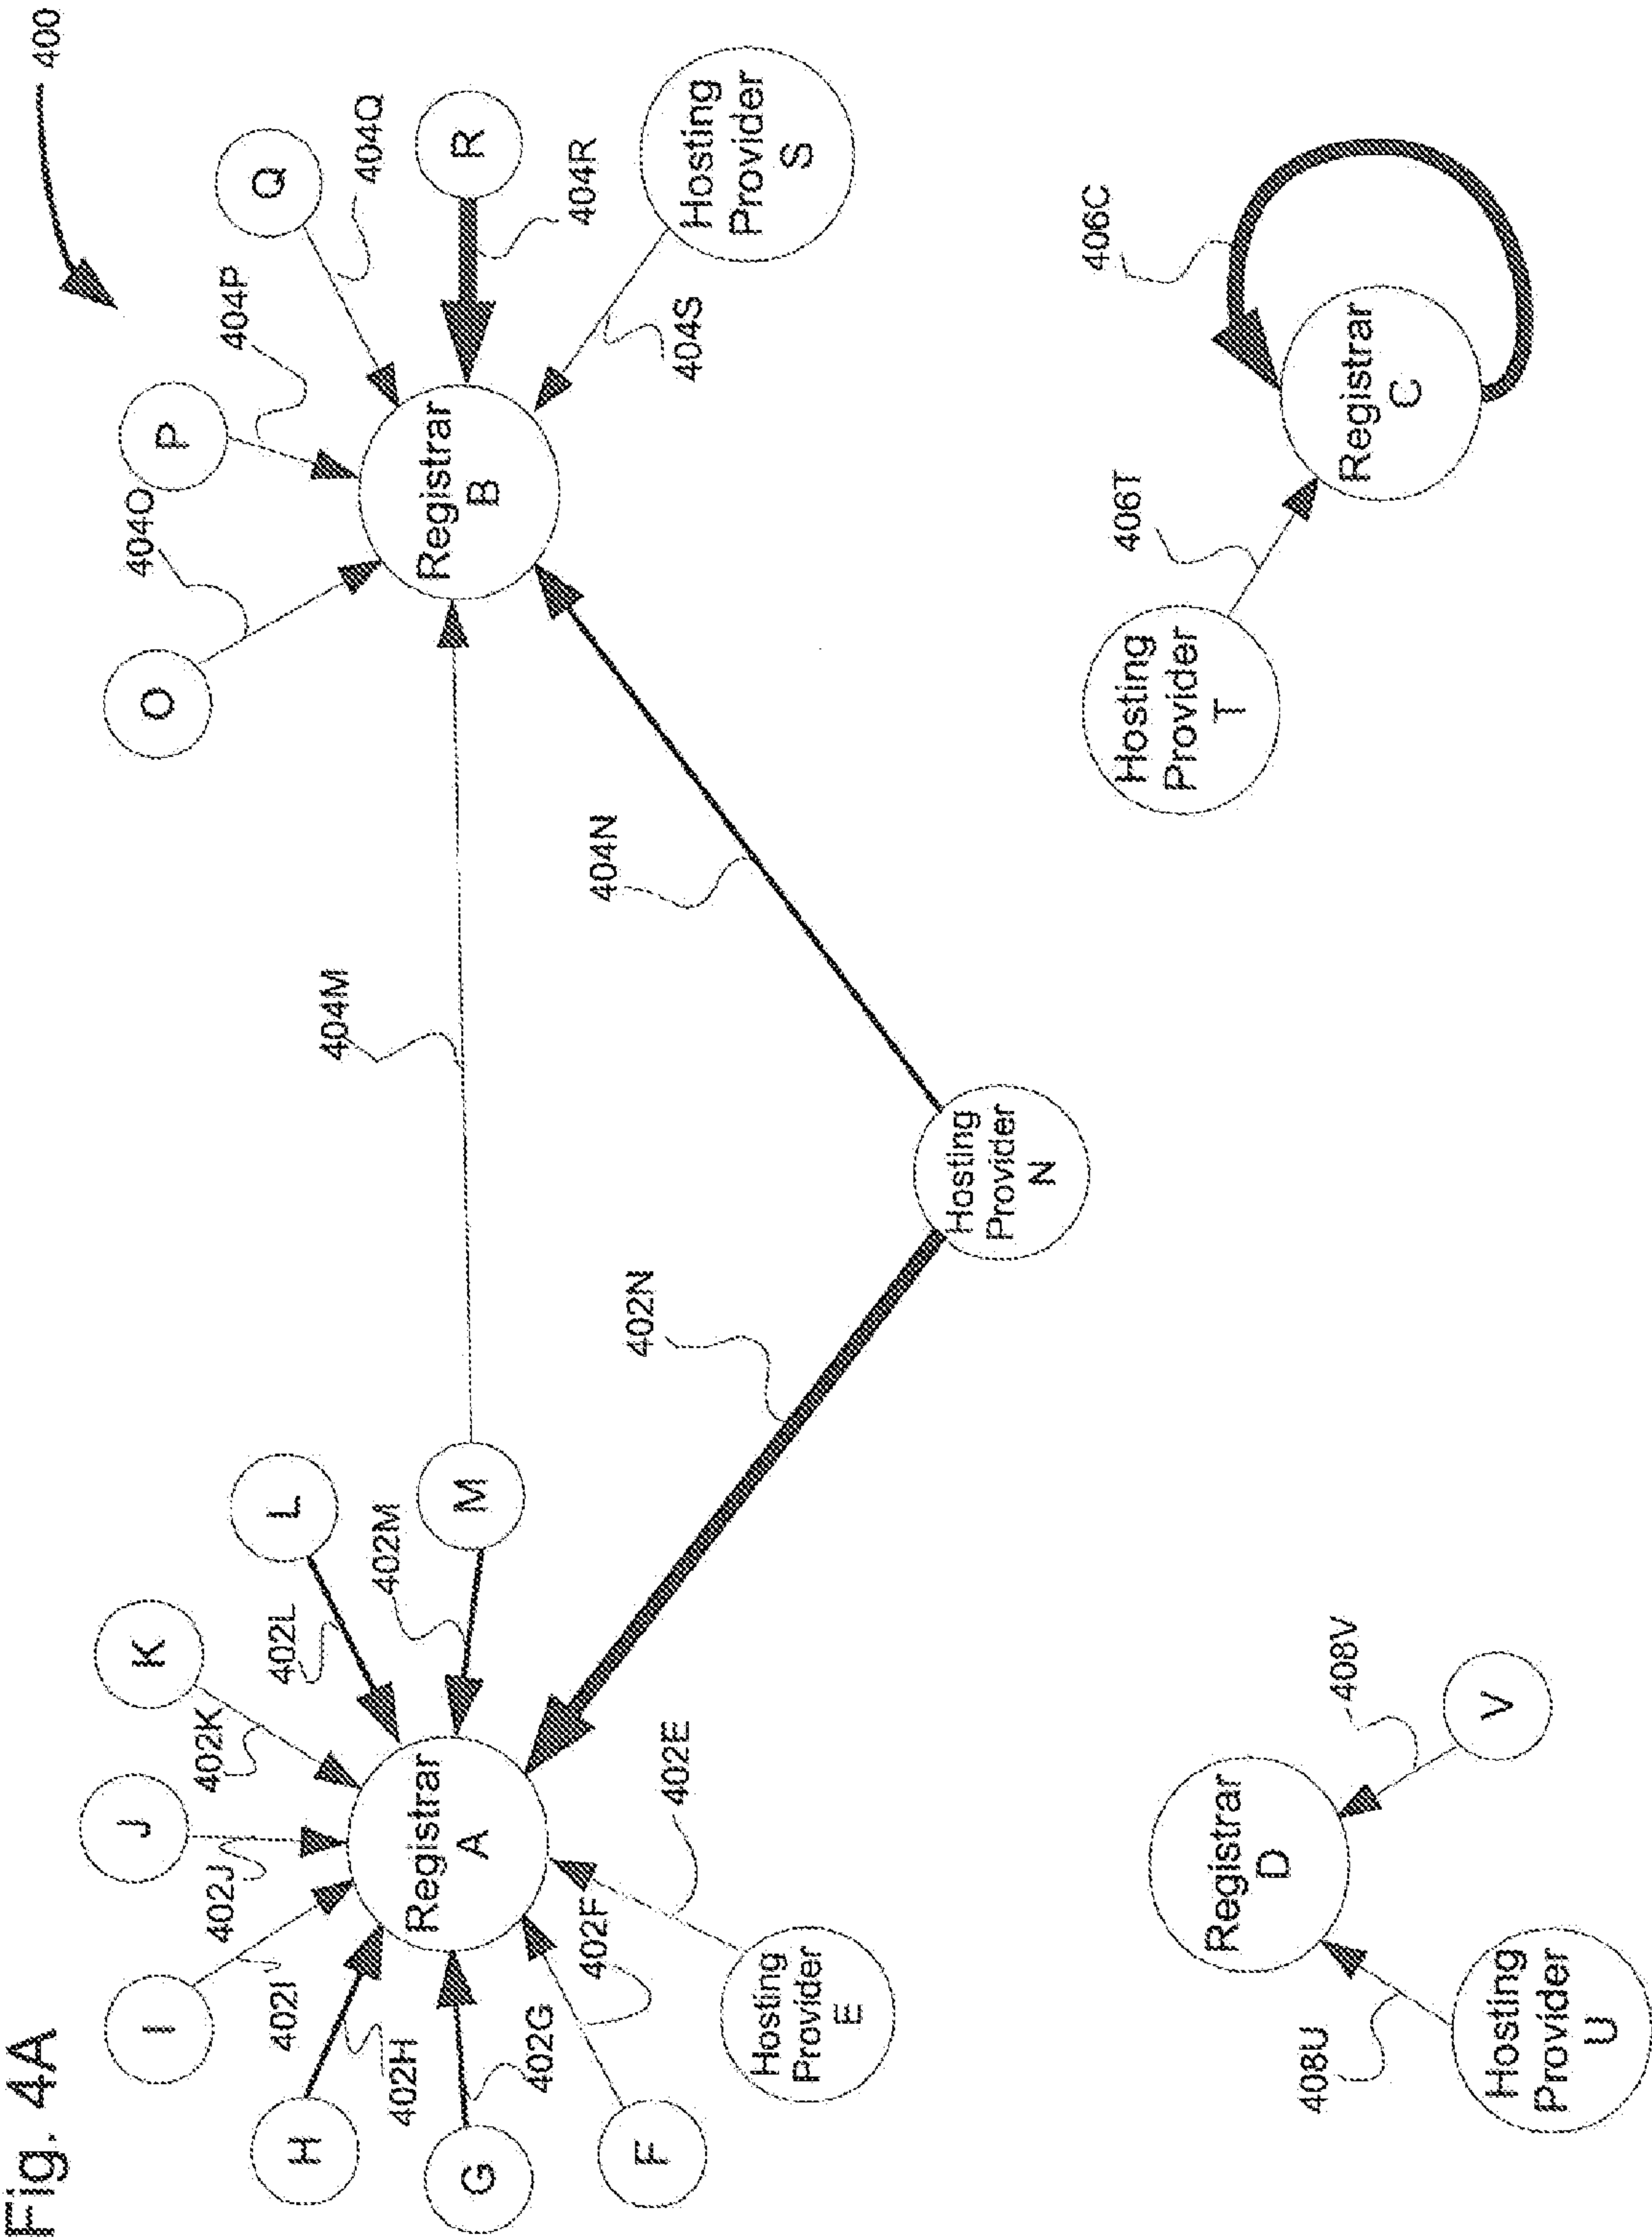 Fig. 4A
400
I
J
K
L
H
G
F
M
402I
402J
402K
402L
402H
402G
402F
402M
402E
402N
Registrar
A
Hosting
Provider
E
Hosting
Provider
N
404M
404N
O
P
Q
R
404O
404P
404Q
404R
404S
Registrar
B
Hosting
Provider
S
Registrar
D
408U
408V
V
Hosting
Provider
U
Hosting
Provider
T
406T
406C
Registrar
C